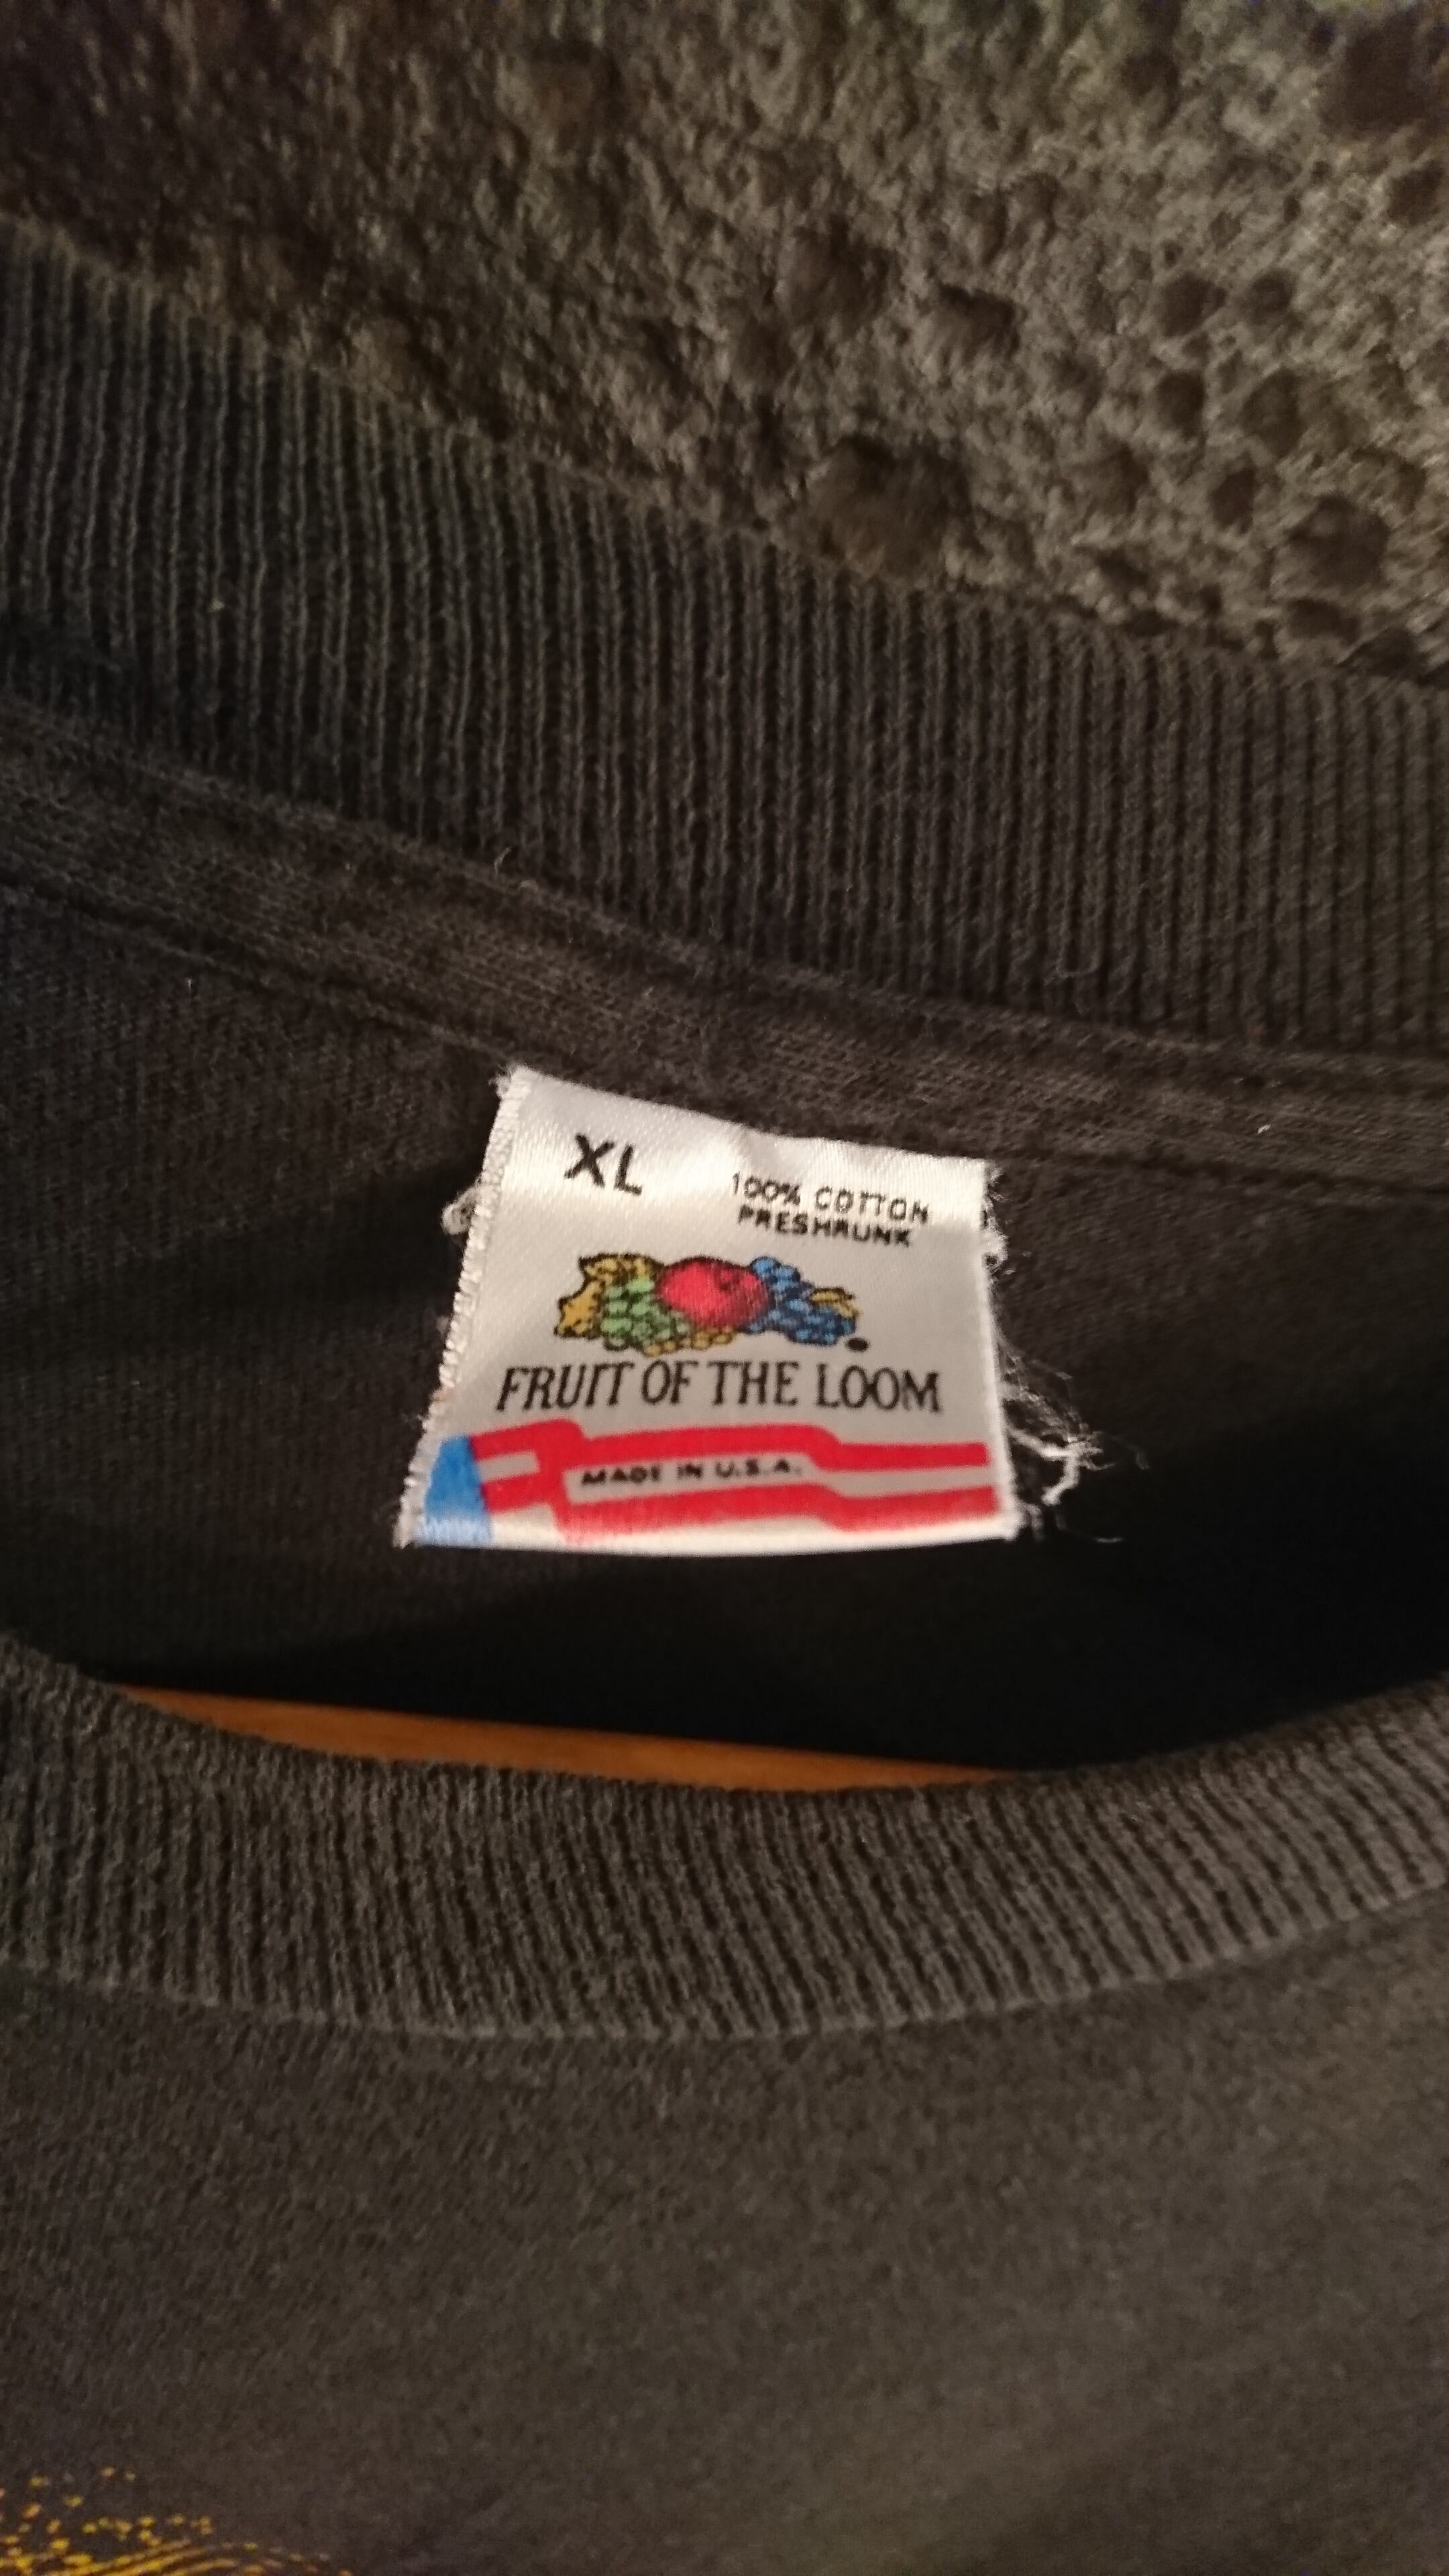 XL
100% COTTON
PRESHRUNK
FRUIT OF THE LOOM
MADE IN U.S.A.